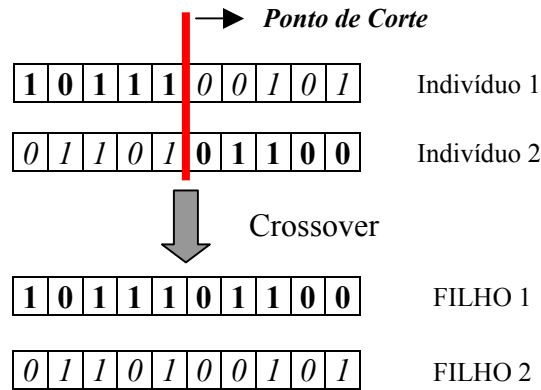 Ponto de Corte
1 0 1 1 1 0 0 1 0 1 Indivíduo 1
0 1 1 0 1 0 1 1 0 0 Indivíduo 2
Crossover
1 0 1 1 1 0 1 1 0 0 FILHO 1
0 1 1 0 1 0 0 1 0 1 FILHO 2